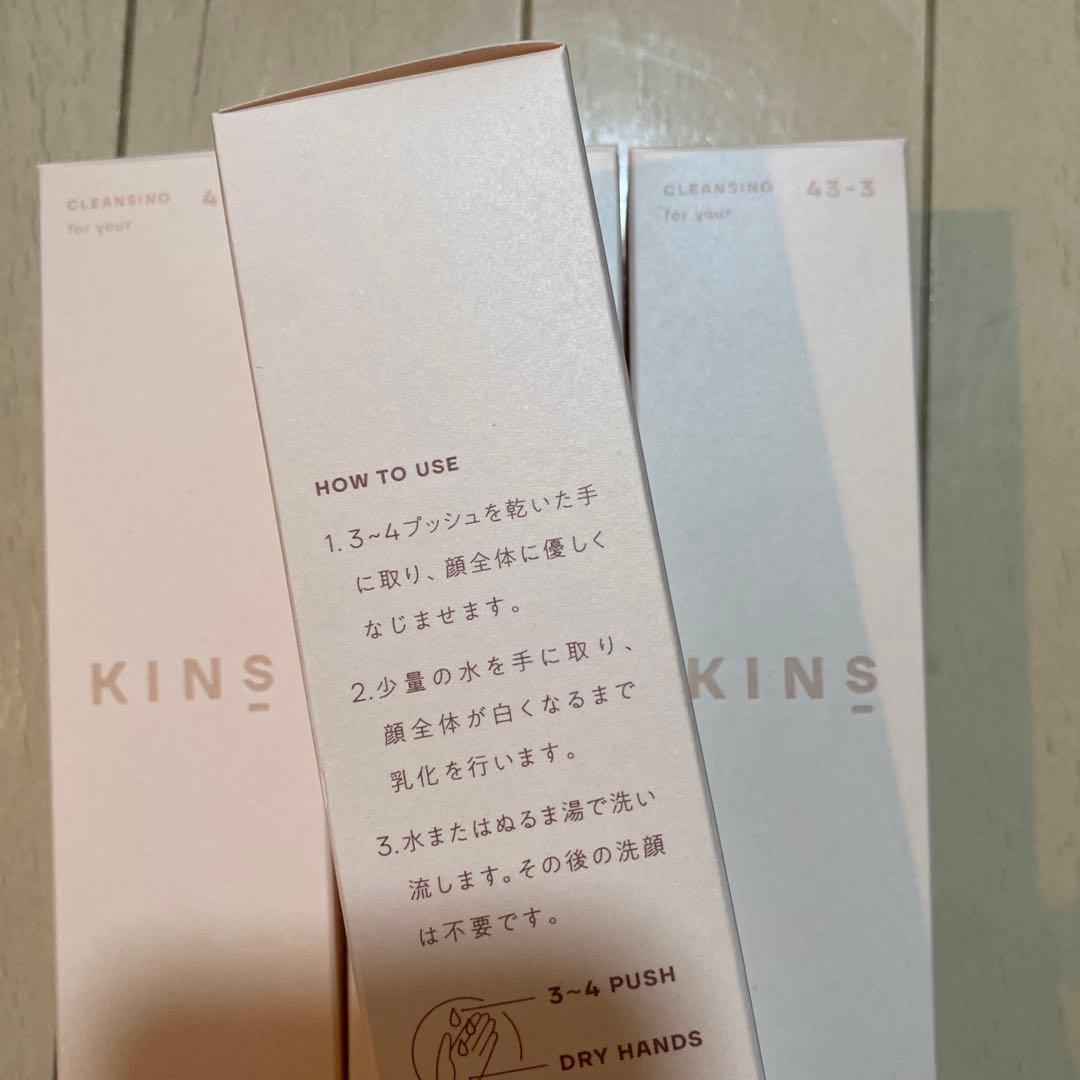 CLEANSING 4
for your
KINS
CLEANSING 43-3
for your
KINS
HOW TO USE
1. 3~4プッシュを乾いた手
に取り、顔全体に優しく
なじませます。
2.少量の水を手に取り、
顔全体が白くなるまで
乳化を行います。
3.水またはぬるま湯で洗い
流します。その後の洗顔
は不要です。
3~4 PUSH
DRY HANDS